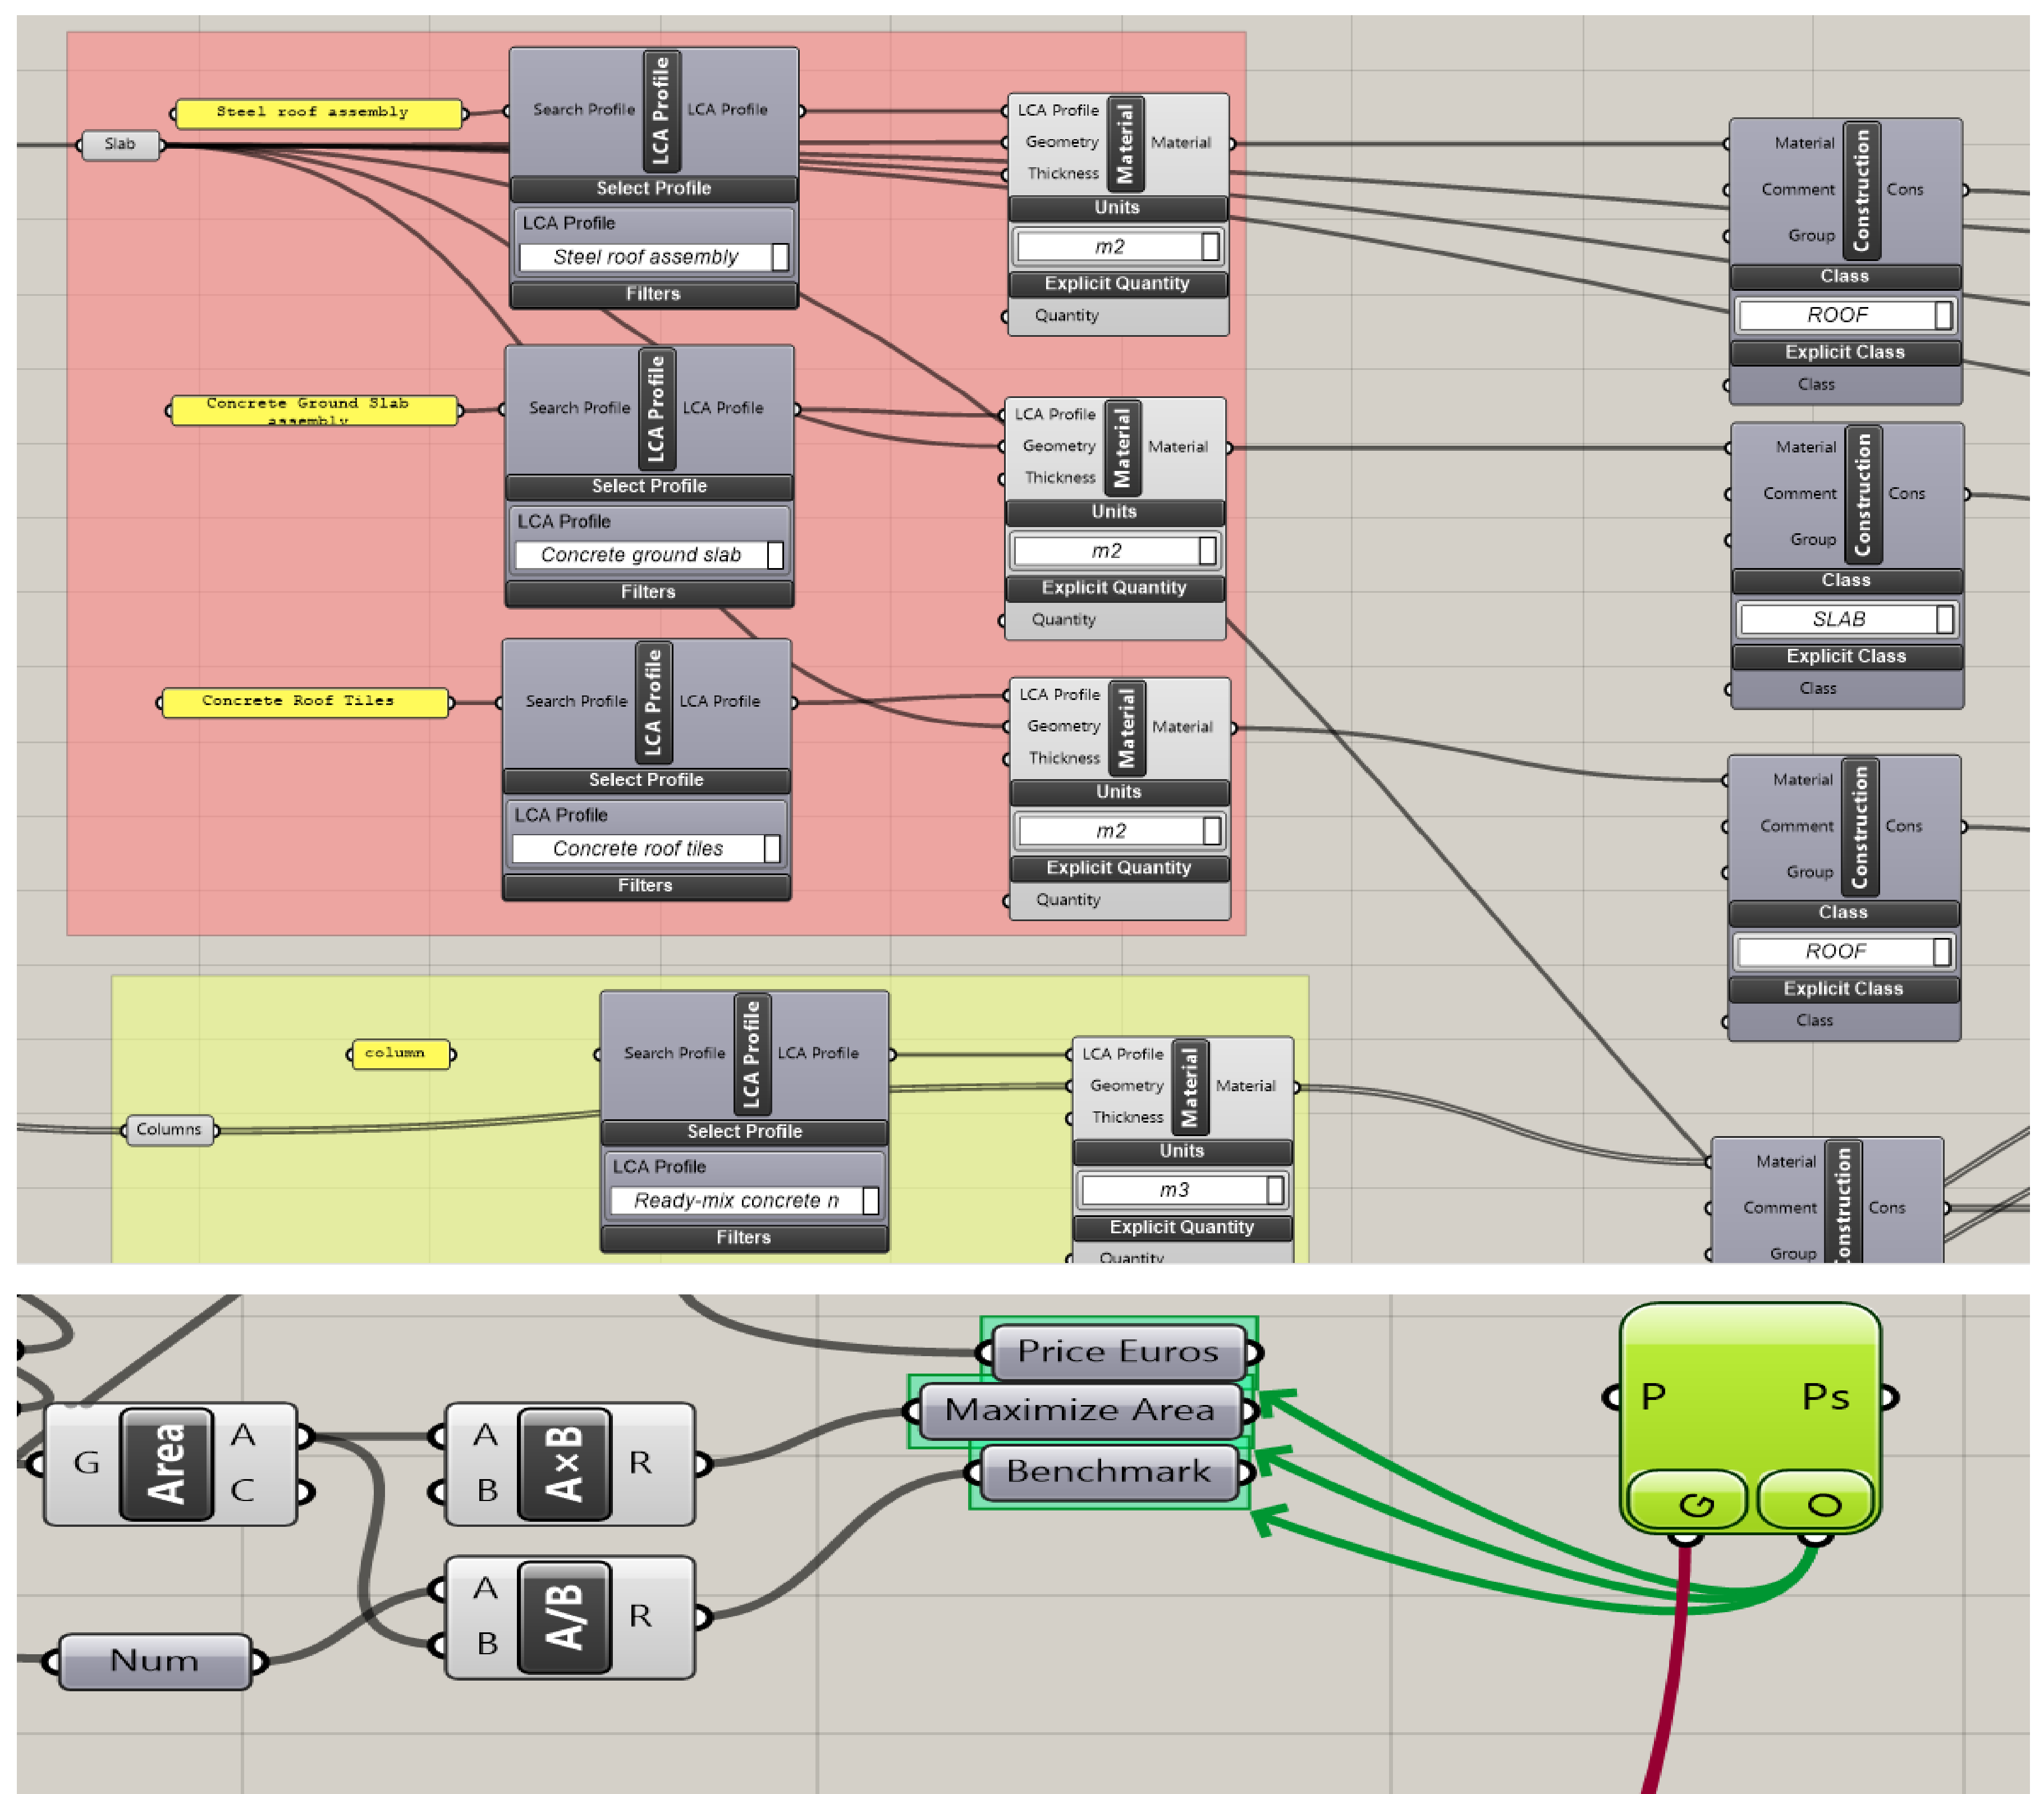 Steel roof assembly
Slab
Search Profile
LCA Profile
LCA Profile
Select Profile
LCA Profile
Steel roof assembly
Filters
LCA Profile
Geometry
Thickness
Material
Material
Units
m2
Explicit Quantity
Quantity
Material
Comment
Group
Construction
Cons
Class
ROOF
Explicit Class
Class
Concrete Ground Slab
assembly
Search Profile
LCA Profile
LCA Profile
Select Profile
LCA Profile
Concrete ground slab
Filters
LCA Profile
Geometry
Thickness
Material
Material
Units
m2
Explicit Quantity
Quantity
Material
Comment
Group
Construction
Cons
Class
SLAB
Explicit Class
Class
Concrete Roof Tiles
Search Profile
LCA Profile
LCA Profile
Select Profile
LCA Profile
Concrete roof tiles
Filters
LCA Profile
Geometry
Thickness
Material
Material
Units
m2
Explicit Quantity
Quantity
Material
Comment
Group
Construction
Cons
Class
ROOF
Explicit Class
Class
column
Columns
Search Profile
LCA Profile
LCA Profile
Select Profile
LCA Profile
Ready-mix concrete n
Filters
LCA Profile
Geometry
Thickness
Material
Material
Units
m3
Explicit Quantity
Quantity
Material
Comment
Group
onstruction
Cons
G
Area
A
C
A
B
A×B
R
Num
A
B
A/B
R
Price Euros
Maximize Area
Benchmark
P
Ps
G
O